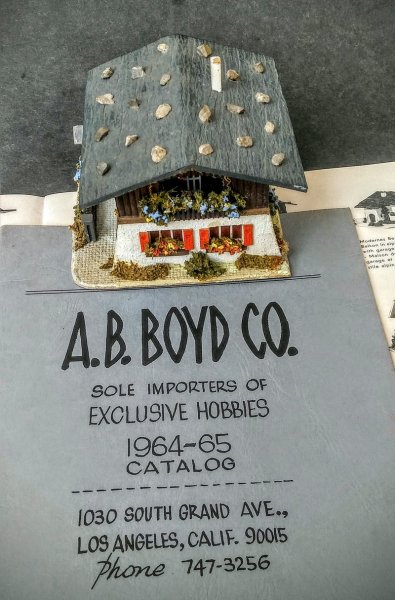 A.B. BOYD CO.
SOLE IMPORTERS OF
EXCLUSIVE HOBBIES
1964-65
CATALOG
1030 SOUTH GRAND AVE.,
LOS ANGELES, CALIF. 90015
Phone 747-3256
Modernes